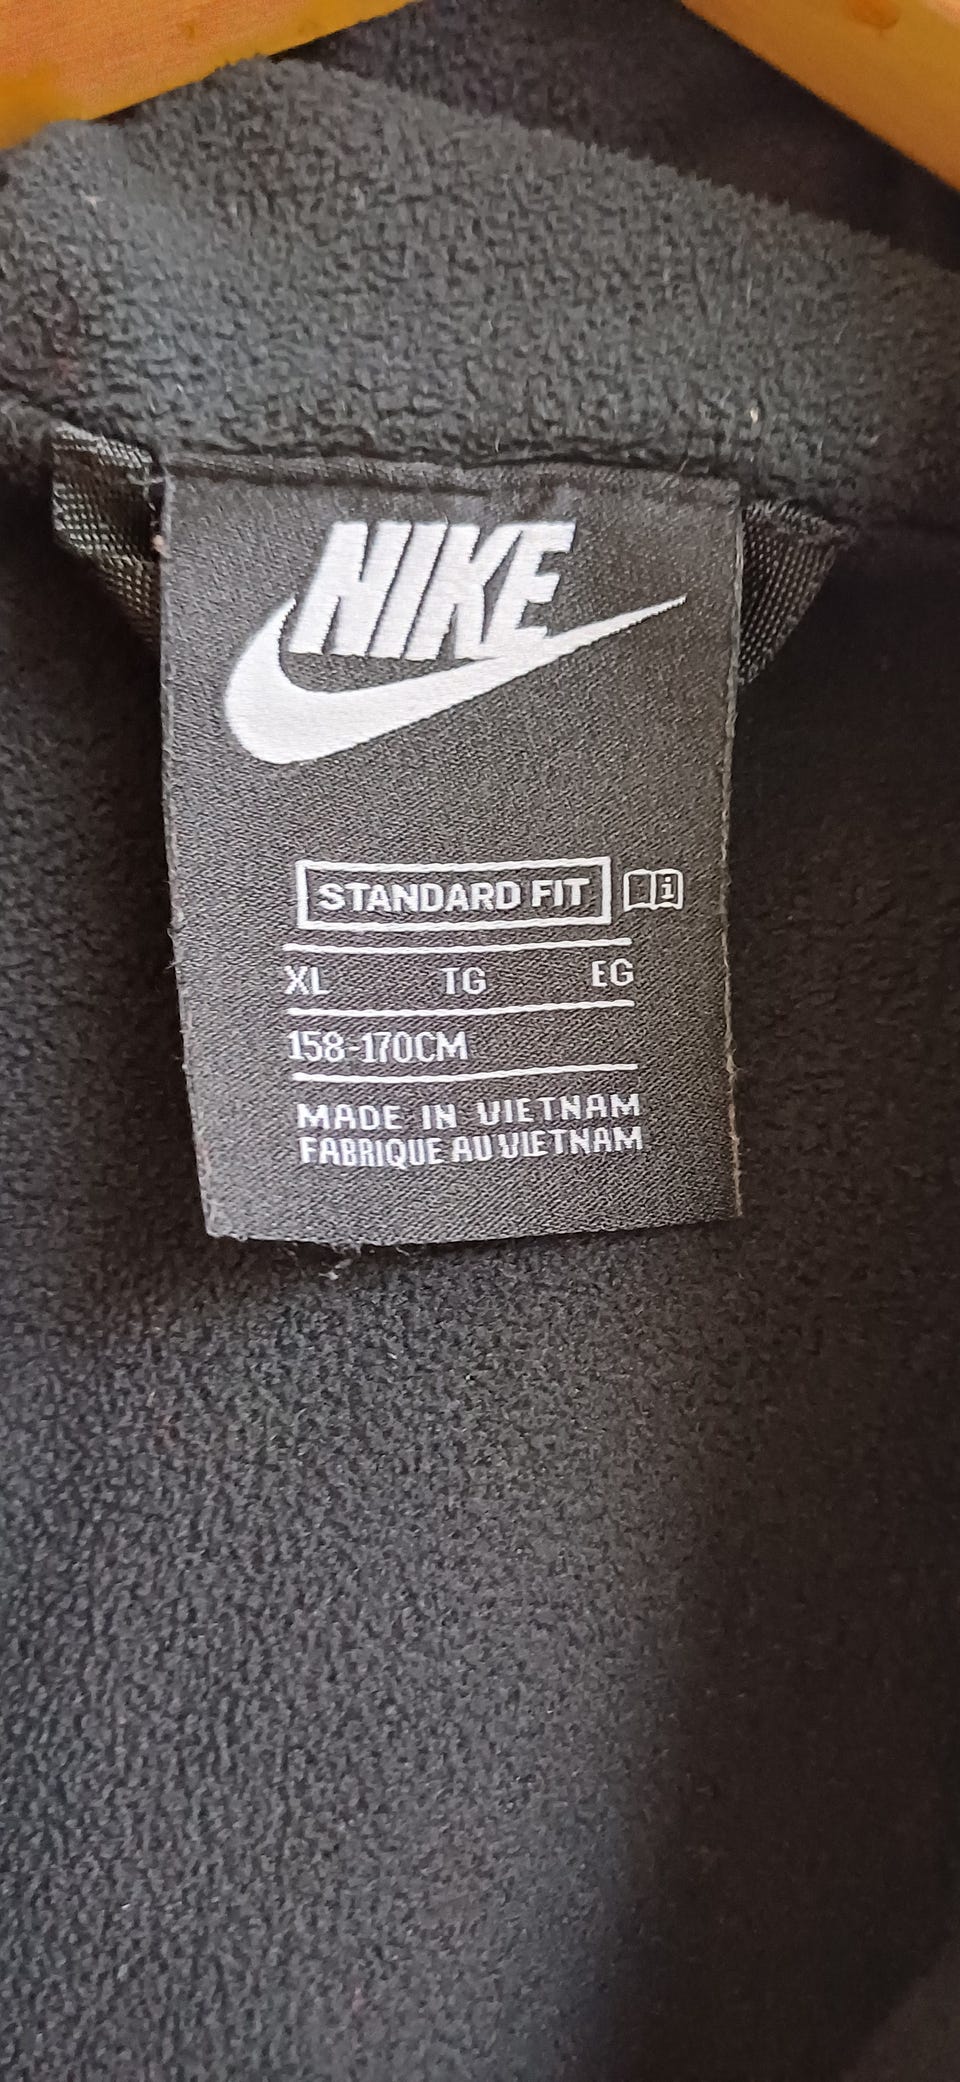 NIKE
STANDARD FIT
XL TG EG
158-170CM
MADE IN VIETNAM
FABRIQUE AU VIETNAM